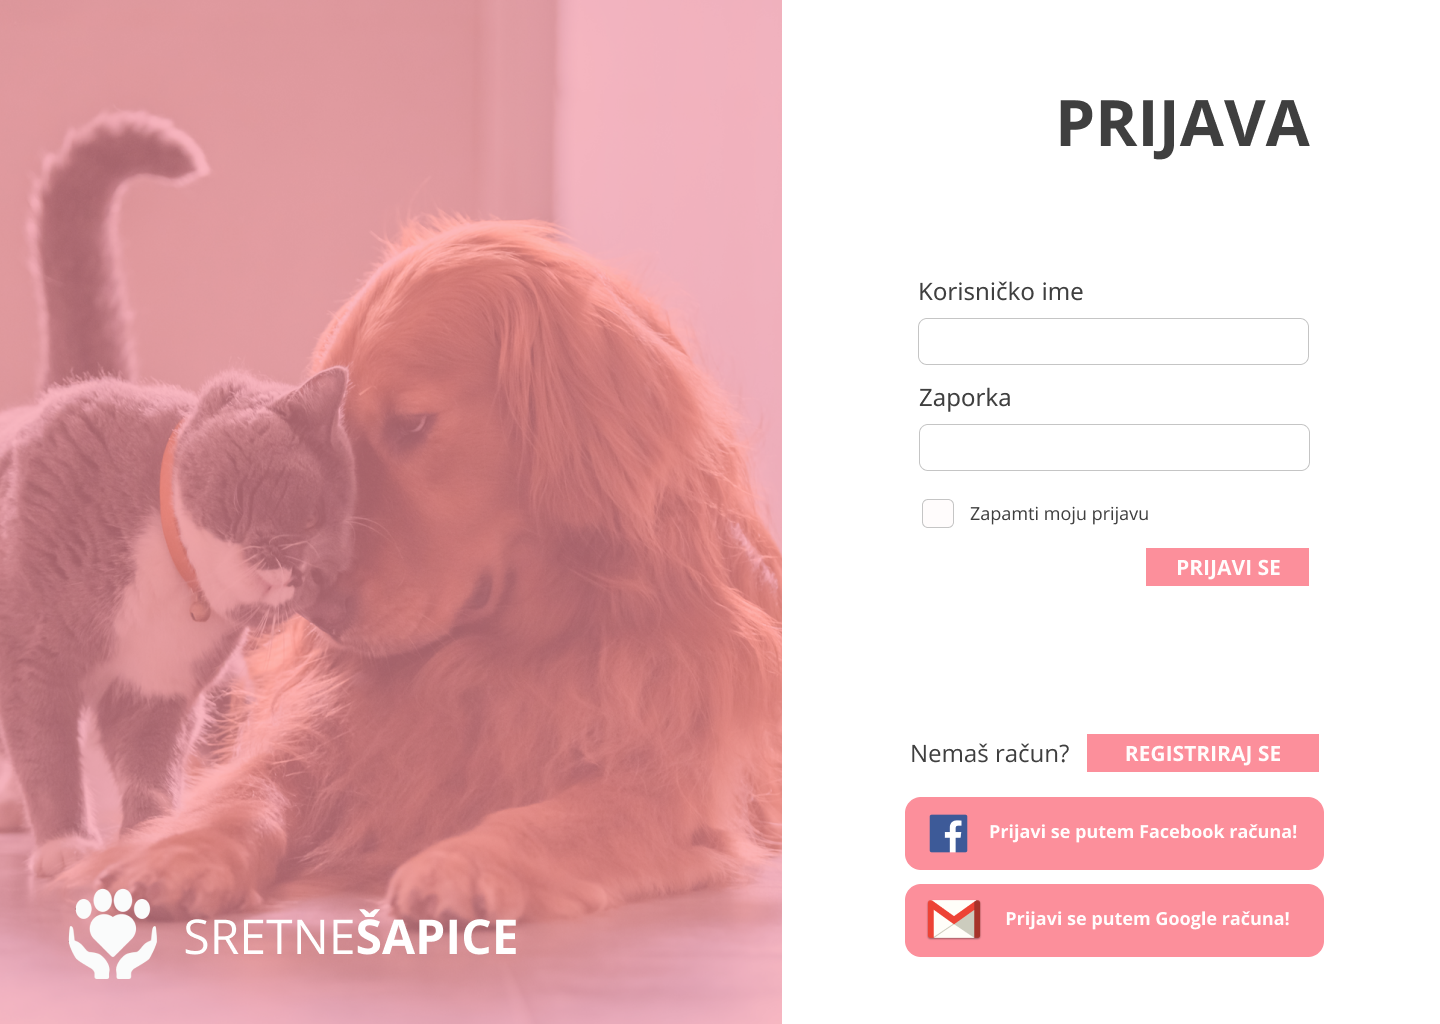 PRIJAVA
Korisničko ime
Zaporka
Zapamti moju prijavu
PRIJAVI SE
Nemaš račun? REGISTRIRAJ SE
Prijavi se putem Facebook računa!
Prijavi se putem Google računa!
SRETNEŠAPICE